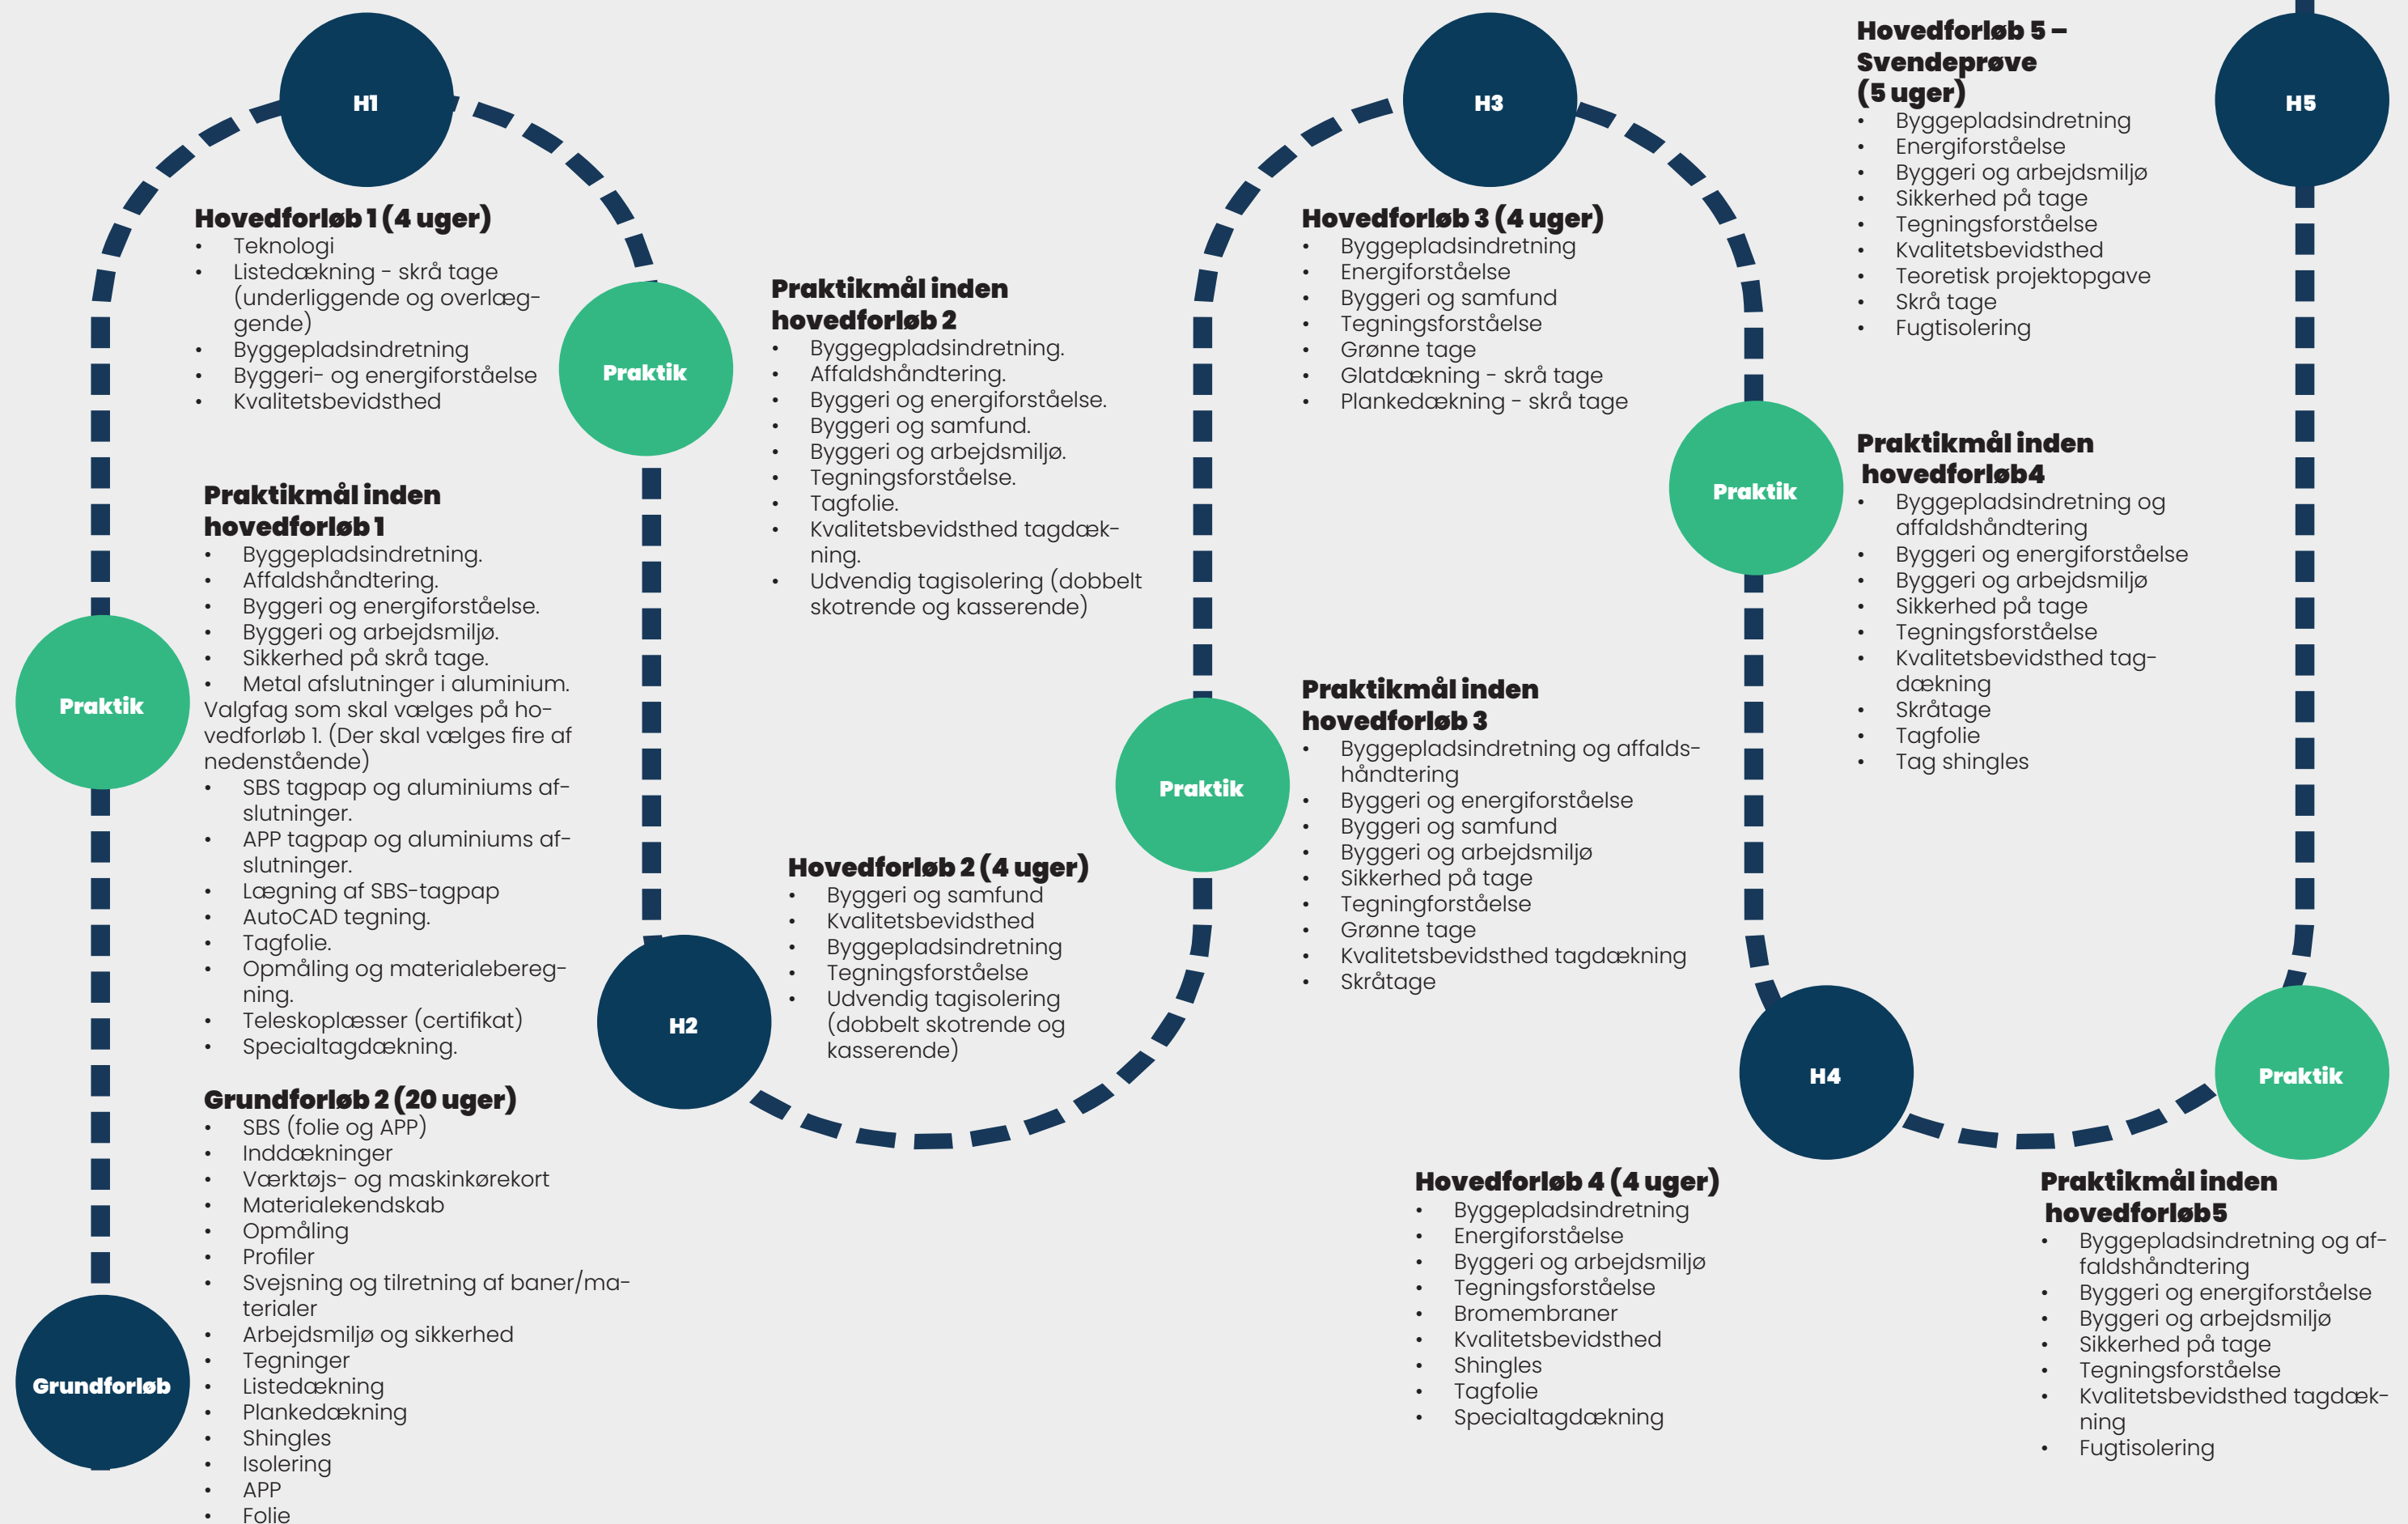 H1
Hovedforløb 1 (4 uger)
• Teknologi
• Listedækning - skrå tage
(underliggende og overlæg-
gende)
• Byggepladsindretning
• Byggeri- og energiforståelse
• Kvalitetsbevidsthed
Praktik
Praktikmål inden
hovedforløb 1
• Byggepladsindretning.
• Affaldshåndtering.
• Byggeri og energiforståelse.
• Byggeri og arbejdsmiljø.
• Sikkerhed på skrå tage.
• Metal afslutninger i aluminium.
Valgfag som skal vælges på ho-
vedforløb 1. (Der skal vælges fire af
nedenstående)
• SBS tagpap og aluminiums af-
slutninger.
• APP tagpap og aluminiums af-
slutninger.
• Lægning af SBS-tagpap
• AutoCAD tegning.
• Tagfolie.
• Opmåling og materialebereg-
ning.
• Teleskoplæsser (certifikat)
• Specialtagdækning.
Grundforløb
Grundforløb 2 (20 uger)
• SBS (folie og APP)
• Inddækninger
• Værktøjs- og maskinkørekort
• Materialekendskab
• Opmåling
• Profiler
• Svejsning og tilretning af baner/ma-
terialer
• Arbejdsmiljø og sikkerhed
• Tegninger
• Listedækning
• Plankedækning
• Shingles
• Isolering
• APP
• Folie
Praktik
Praktikmål inden
hovedforløb 2
• Byggegpladsindretning.
• Affaldshåndtering.
• Byggeri og energiforståelse.
• Byggeri og samfund.
• Byggeri og arbejdsmiljø.
• Tegningsforståelse.
• Tagfolie.
• Kvalitetsbevidsthed tagdæk-
ning.
• Udvendig tagisolering (dobbelt
skotrende og kasserende)
H2
Hovedforløb 2 (4 uger)
• Byggeri og samfund
• Kvalitetsbevidsthed
• Byggepladsindretning
• Tegningsforståelse
• Udvendig tagisolering
(dobbelt skotrende og
kasserende)
H3
Hovedforløb 3 (4 uger)
• Byggepladsindretning
• Energiforståelse
• Byggeri og samfund
• Tegningsforståelse
• Grønne tage
• Glatdækning - skrå tage
• Plankedækning - skrå tage
Praktik
Praktikmål inden
hovedforløb 3
• Byggepladsindretning og affalds-
håndtering
• Byggeri og energiforståelse
• Byggeri og samfund
• Byggeri og arbejdsmiljø
• Sikkerhed på tage
• Tegningforståelse
• Grønne tage
• Kvalitetsbevidsthed tagdækning
• Skråtage
Praktik
Praktikmål inden
hovedforløb4
• Byggepladsindretning og
affaldshåndtering
• Byggeri og energiforståelse
• Byggeri og arbejdsmiljø
• Sikkerhed på tage
• Tegningsforståelse
• Kvalitetsbevidsthed tag-
dækning
• Skråtage
• Tagfolie
• Tag shingles
H4
Hovedforløb 4 (4 uger)
• Byggepladsindretning
• Energiforståelse
• Byggeri og arbejdsmiljø
• Tegningsforståelse
• Bromembraner
• Kvalitetsbevidsthed
• Shingles
• Tagfolie
• Specialtagdækning
Praktik
Praktikmål inden
hovedforløb5
• Byggepladsindretning og af-
faldshåndtering
• Byggeri og energiforståelse
• Byggeri og arbejdsmiljø
• Sikkerhed på tage
• Tegningsforståelse
• Kvalitetsbevidsthed tagdæk-
ning
• Fugtisolering
H5
Hovedforløb 5 –
Svendeprøve
(5 uger)
• Byggepladsindretning
• Energiforståelse
• Byggeri og arbejdsmiljø
• Sikkerhed på tage
• Tegningsforståelse
• Kvalitetsbevidsthed
• Teoretisk projektopgave
• Skrå tage
• Fugtisolering